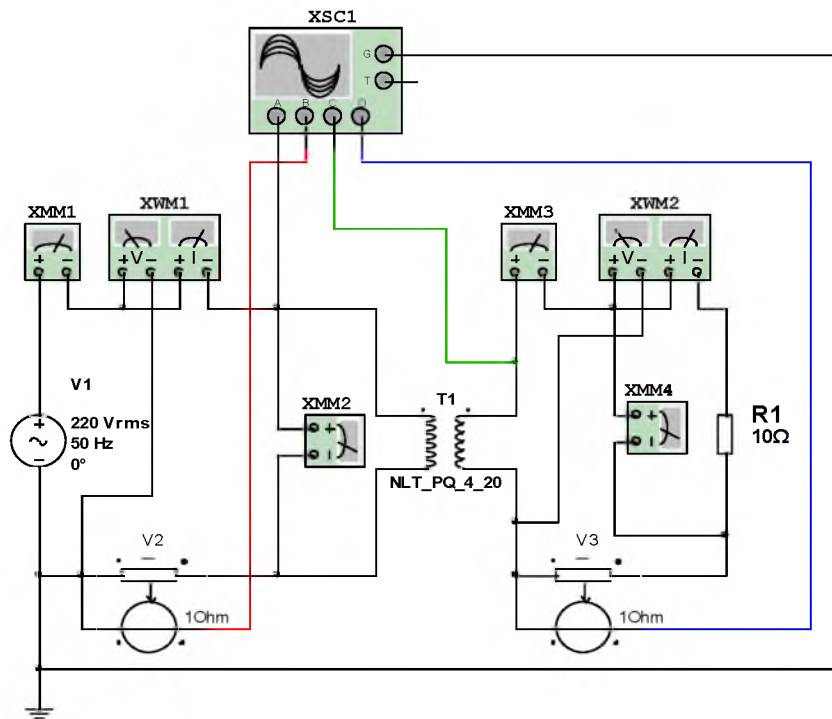 XSC1
G
T
A B C D
XMM1
XWM1
XMM3
XWM2
+ − + V − + I −
+ − + V − + I −
V1
+
−
220 Vrms
50 Hz
0°
XMM2
+
T1
NLT_PQ_4_20
XMM4
+
R1
10Ω
V2
1Ohm
V3
1Ohm